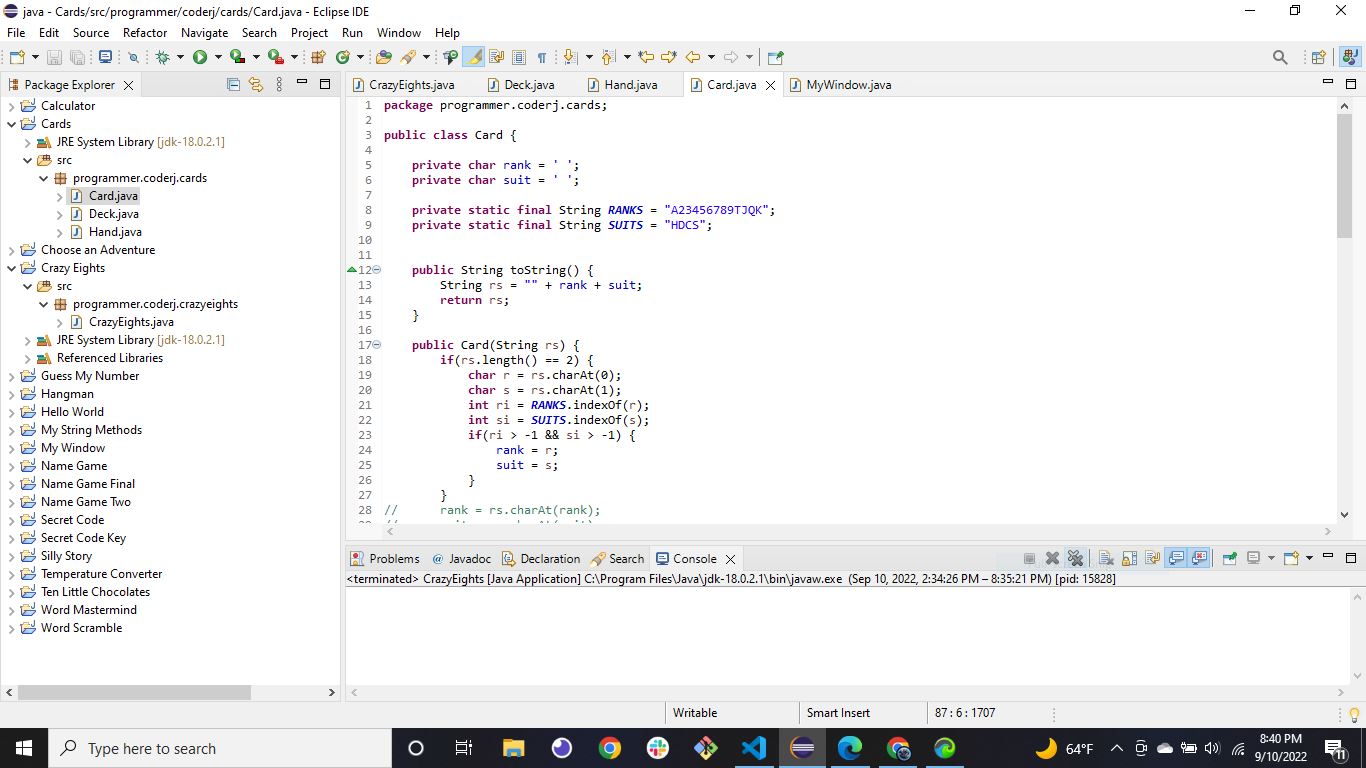 java - Cards/src/programmer/coderj/cards/Card.java - Eclipse IDE
File Edit Source Refactor Navigate Search Project Run Window Help
Package Explorer
Calculator
Cards
JRE System Library [jdk-18.0.2.1]
src
programmer.coderj.cards
Card.java
Deck.java
Hand.java
Choose an Adventure
Crazy Eights
src
programmer.coderj.crazyeights
CrazyEights.java
JRE System Library [jdk-18.0.2.1]
Referenced Libraries
Guess My Number
Hangman
Hello World
My String Methods
My Window
Name Game
Name Game Final
Name Game Two
Secret Code
Secret Code Key
Silly Story
Temperature Converter
Ten Little Chocolates
Word Mastermind
Word Scramble
CrazyEights.java Deck.java Hand.java Card.java MyWindow.java
1 package programmer.coderj.cards;
2
3 public class Card {
4
5 private char rank = ' ';
6 private char suit = ' ';
7
8 private static final String RANKS = "A23456789TJQK";
9 private static final String SUITS = "HDCS";
10
11
12 public String toString() {
13 String rs = "" + rank + suit;
14 return rs;
15 }
16
17 public Card(String rs) {
18 if(rs.length() == 2) {
19 char r = rs.charAt(0);
20 char s = rs.charAt(1);
21 int ri = RANKS.indexOf(r);
22 int si = SUITS.indexOf(s);
23 if(ri > -1 && si > -1) {
24 rank = r;
25 suit = s;
26 }
27 }
28 // rank = rs.charAt(rank);
Problems @ Javadoc Declaration Search Console
<terminated> CrazyEights [Java Application] C:\Program Files\Java\jdk-18.0.2.1\bin\javaw.exe (Sep 10, 2022, 2:34:26 PM – 8:35:21 PM) [pid: 15828]
Writable Smart Insert 87 : 6 : 1707
Type here to search
64°F
8:40 PM
9/10/2022
11